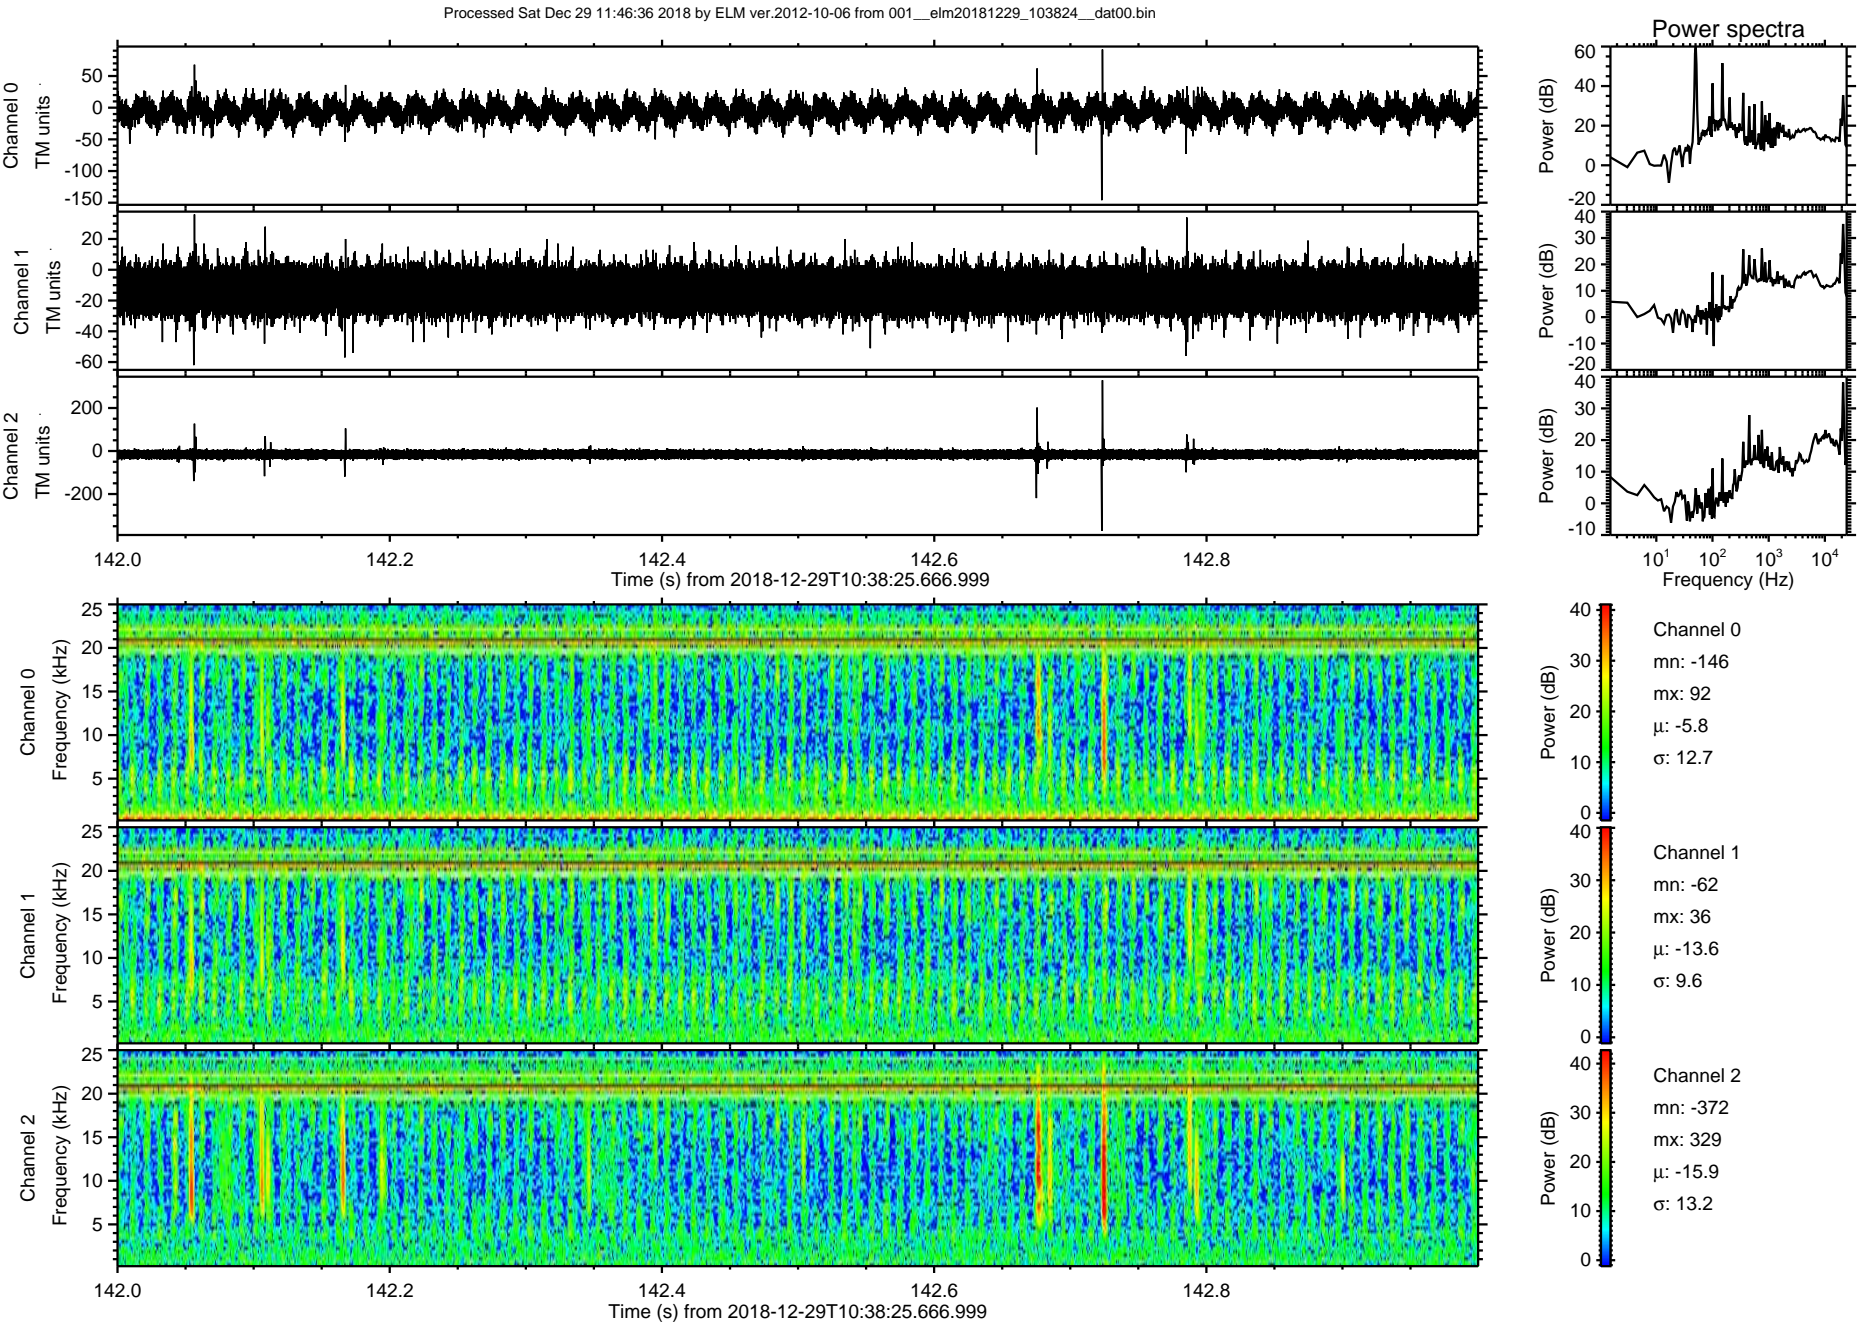 Processed Sat Dec 29 11:46:36 2018 by ELM ver.2012-10-06 from 001__elm20181229_103824__dat00.bin
Power spectra
Channel 0
TM units
50
0
-50
-100
-150
Power (dB)
60
40
20
0
-20
Channel 1
TM units
20
0
-20
-40
-60
Power (dB)
40
30
20
10
0
-10
-20
Channel 2
TM units
200
0
-200
Power (dB)
40
30
20
10
0
-10
142.0 142.2 142.4 142.6 142.8
Time (s) from 2018-12-29T10:38:25.666.999
10^1 10^2 10^3 10^4
Frequency (Hz)
Channel 0
Frequency (kHz)
25
20
15
10
5
Power (dB)
40
30
20
10
0
Channel 0
mn: -146
mx: 92
μ: -5.8
σ: 12.7
Channel 1
Frequency (kHz)
25
20
15
10
5
Power (dB)
40
30
20
10
0
Channel 1
mn: -62
mx: 36
μ: -13.6
σ: 9.6
Channel 2
Frequency (kHz)
25
20
15
10
5
Power (dB)
40
30
20
10
0
Channel 2
mn: -372
mx: 329
μ: -15.9
σ: 13.2
142.0 142.2 142.4 142.6 142.8
Time (s) from 2018-12-29T10:38:25.666.999